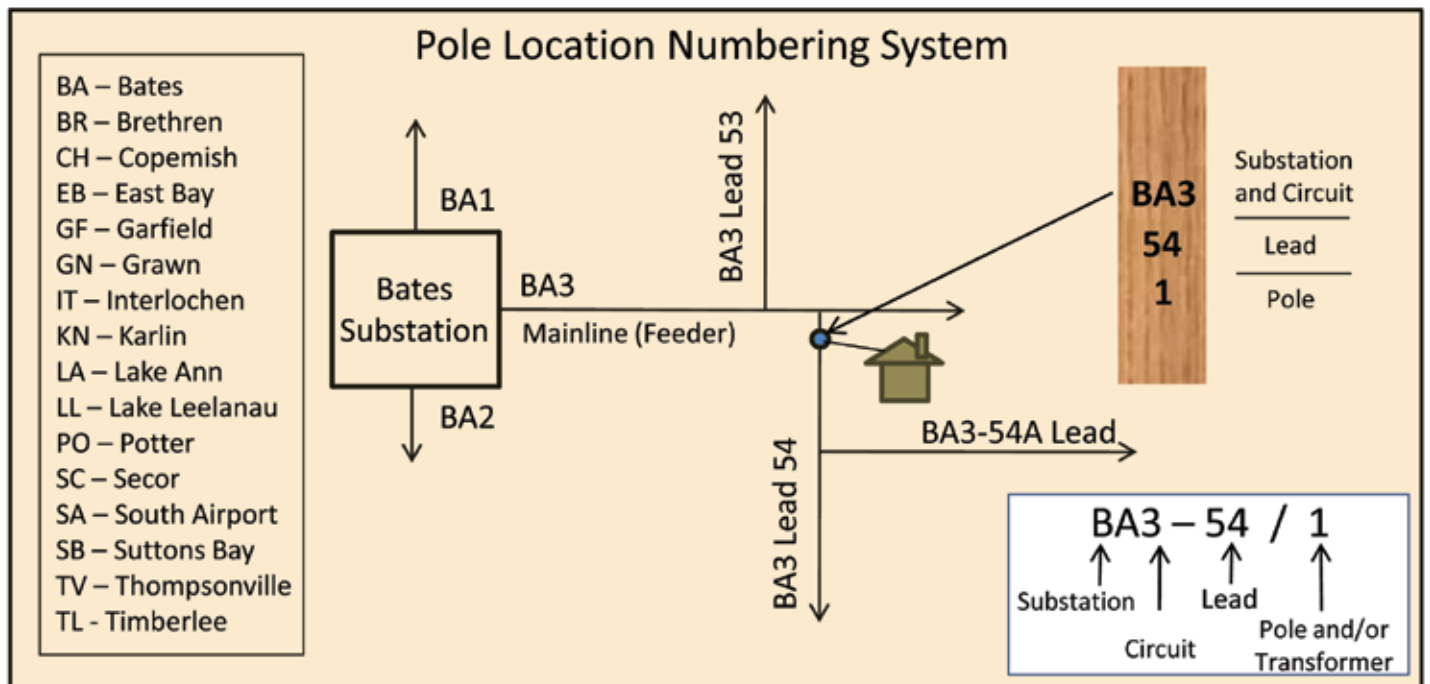 Pole Location Numbering System
BA – Bates
BR – Brethren
CH – Copemish
EB – East Bay
GF – Garfield
GN – Grawn
IT – Interlochen
KN – Karlin
LA – Lake Ann
LL – Lake Leelanau
PO – Potter
SC – Secor
SA – South Airport
SB – Suttons Bay
TV – Thompsonville
TL - Timberlee
BA1
Bates
Substation
BA2
BA3
Mainline (Feeder)
BA3 Lead 53
BA3 Lead 54
BA3-54A Lead
BA3
54
1
Substation
and Circuit
Lead
Pole
BA3 – 54 / 1
Substation
Circuit
Lead
Pole and/or
Transformer